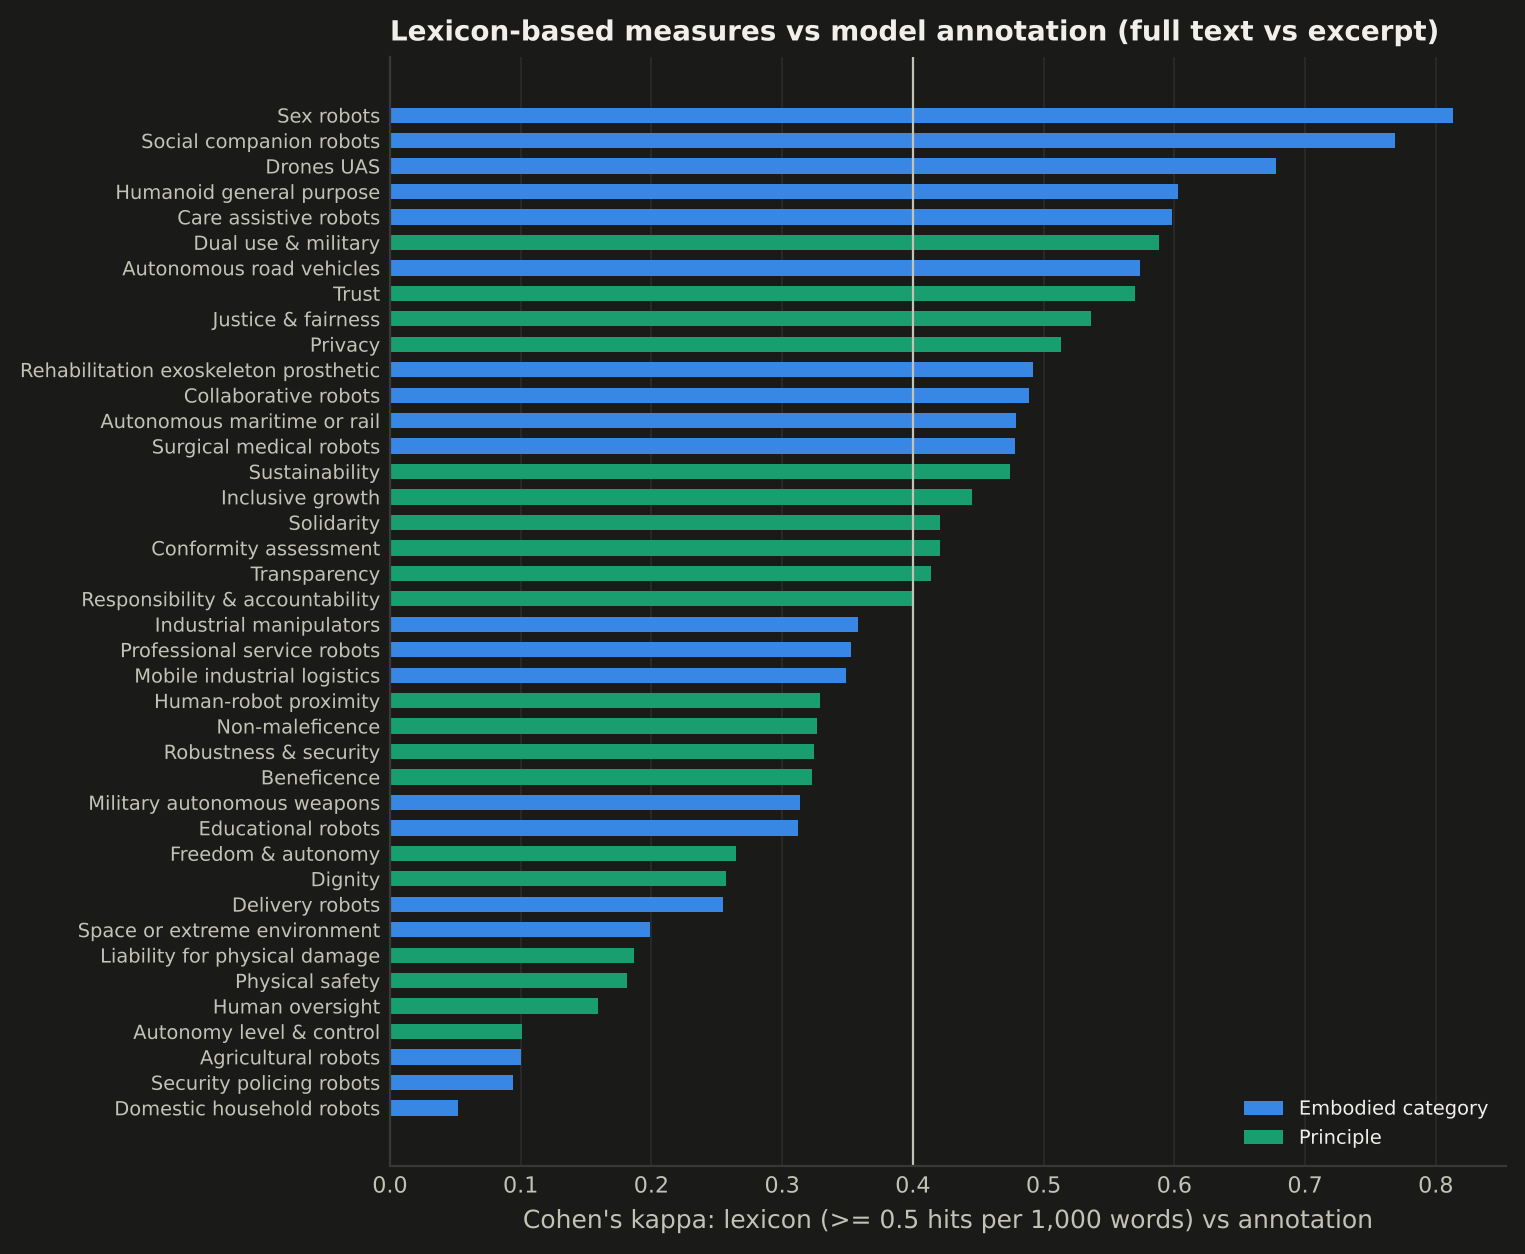 Lexicon-based measures vs model annotation (full text vs excerpt)
Sex robots
Social companion robots
Drones UAS
Humanoid general purpose
Care assistive robots
Dual use & military
Autonomous road vehicles
Trust
Justice & fairness
Privacy
Rehabilitation exoskeleton prosthetic
Collaborative robots
Autonomous maritime or rail
Surgical medical robots
Sustainability
Inclusive growth
Solidarity
Conformity assessment
Transparency
Responsibility & accountability
Industrial manipulators
Professional service robots
Mobile industrial logistics
Human-robot proximity
Non-maleficence
Robustness & security
Beneficence
Military autonomous weapons
Educational robots
Freedom & autonomy
Dignity
Delivery robots
Space or extreme environment
Liability for physical damage
Physical safety
Human oversight
Autonomy level & control
Agricultural robots
Security policing robots
Domestic household robots
Embodied category
Principle
0.0 0.1 0.2 0.3 0.4 0.5 0.6 0.7 0.8
Cohen's kappa: lexicon (>= 0.5 hits per 1,000 words) vs annotation